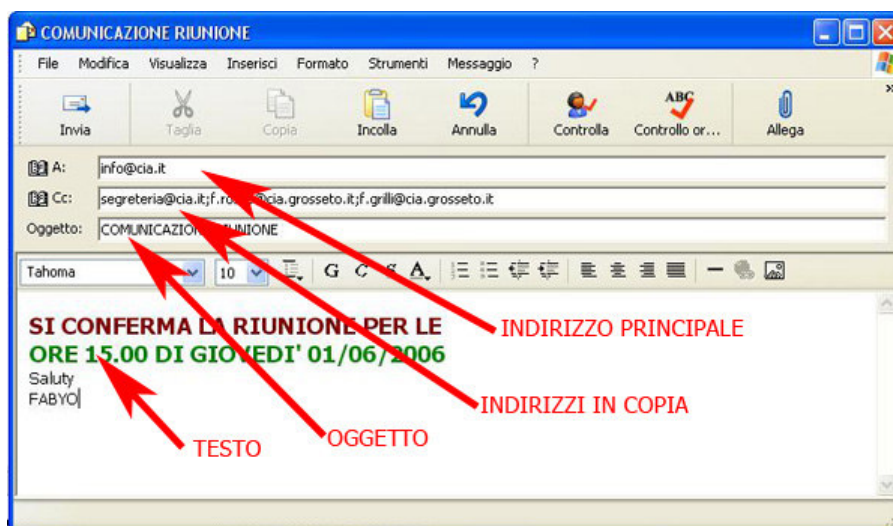 COMUNICAZIONE RIUNIONE
File Modifica Visualizza Inserisci Formato Strumenti Messaggio ?
ABC
Invia Taglia Copia Incolla Annulla Controlla Controllo or... Allega »
A: info@cia.it
Cc: segreteria@cia.it;f. @cia.grosseto.it;f.grilli@cia.grosseto.it
Oggetto: COMUNICAZIONE RIUNIONE
Tahoma 10 G C S A
SI CONFERMA LA RIUNIONE PER LE
ORE 15.00 DI GIOVEDI' 01/06/2006
Saluty
FABYO
INDIRIZZO PRINCIPALE
INDIRIZZI IN COPIA
OGGETTO
TESTO